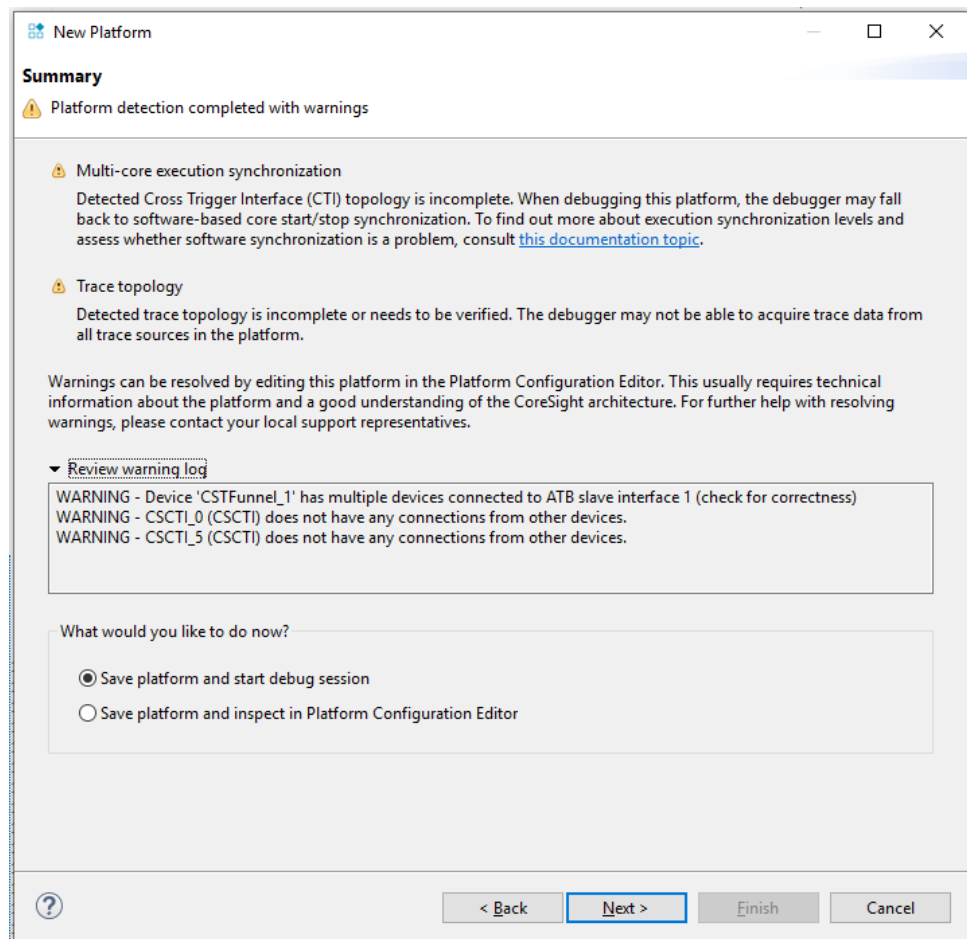 New Platform
Summary
Platform detection completed with warnings
Multi-core execution synchronization
Detected Cross Trigger Interface (CTI) topology is incomplete. When debugging this platform, the debugger may fall
back to software-based core start/stop synchronization. To find out more about execution synchronization levels and
assess whether software synchronization is a problem, consult this documentation topic.
Trace topology
Detected trace topology is incomplete or needs to be verified. The debugger may not be able to acquire trace data from
all trace sources in the platform.
Warnings can be resolved by editing this platform in the Platform Configuration Editor. This usually requires technical
information about the platform and a good understanding of the CoreSight architecture. For further help with resolving
warnings, please contact your local support representatives.
Review warning log
WARNING - Device 'CSTFunnel_1' has multiple devices connected to ATB slave interface 1 (check for correctness)
WARNING - CSCTI_0 (CSCTI) does not have any connections from other devices.
WARNING - CSCTI_5 (CSCTI) does not have any connections from other devices.
What would you like to do now?
Save platform and start debug session
Save platform and inspect in Platform Configuration Editor
? < Back Next > Finish Cancel